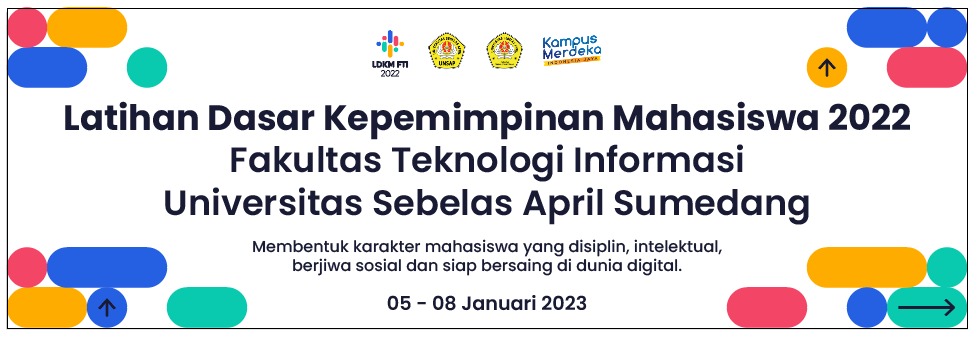 LDKM FTI
2022
UNSAP
Kampus
Merdeka
INDONESIA JAYA
Latihan Dasar Kepemimpinan Mahasiswa 2022
Fakultas Teknologi Informasi
Universitas Sebelas April Sumedang
Membentuk karakter mahasiswa yang disiplin, intelektual,
berjiwa sosial dan siap bersaing di dunia digital.
05 - 08 Januari 2023